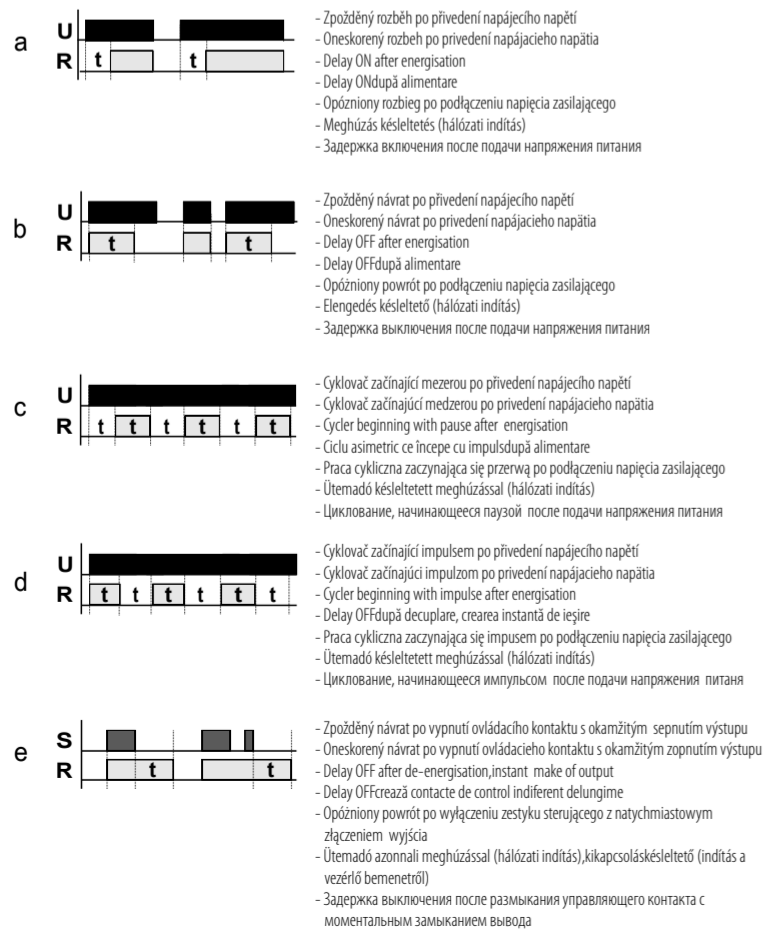 a
U
R
t
t
- Zpožděný rozběh po přivedení napájecího napětí
- Oneskorený rozbeh po privedení napájacieho napätia
- Delay ON after energisation
- Delay ONdupă alimentare
- Opózniony rozbieg po podłączeniu napięcia zasilającego
- Meghúzás késleltetés (hálózati indítás)
- Задержка включения после подачи напряжения питания
b
U
R
t
t
- Zpožděný návrat po přivedení napájecího napětí
- Oneskorený návrat po privedení napájacieho napätia
- Delay OFF after energisation
- Delay OFFdupă alimentare
- Opóżniony powrót po podłączeniu napięcia zasilającego
- Elengedés késleltető (hálózati indítás)
- Задержка выключения после подачи напряжения питания
c
U
R
t t t t t t
- Cyklovač začínající mezerou po přivedení napájecího napětí
- Cyklovač začínajúcí medzerou po privedení napájacieho napätia
- Cycler beginning with pause after energisation
- Ciclu asimetric ce începe cu impulsdupă alimentare
- Praca cykliczna zaczynająca się przerwą po podłączeniu napięcia zasilającego
- Ütemadó késleltetett meghúzással (hálózati indítás)
- Циклование, начинающееся паузой после подачи напряжения питания
d
U
R
t t t t t t
- Cyklovač začínající impulsem po přivedení napájecího napětí
- Cyklovač začínajúci impulzom po privedení napájacieho napätia
- Cycler beginning with impulse after energisation
- Delay OFFdupă decuplare, crearea instantă de ieşire
- Praca cykliczna zaczynająca się impusem po podłączeniu napięcia zasilającego
- Ütemadó késleltetett meghúzással (hálózati indítás)
- Циклование, начинающееся импульсом после подачи напряжения питаня
e
S
R
t
t
- Zpožděný návrat po vypnutí ovládacího kontaktu s okamžitým sepnutím výstupu
- Oneskorený návrat po vypnutí ovládacieho kontaktu s okamžitým zopnutím výstupu
- Delay OFF after de-energisation,instant make of output
- Delay OFFcrează contacte de control indiferent delungime
- Opóżniony powrót po wyłączeniu zestyku sterującego z natychmiastowym
złączeniem wyjścia
- Ütemadó azonnali meghúzással (hálózati indítás),kikapcsoláskésleltető (indítás a
vezérlő bemenetről)
- Задержка выключения после размыкания управляющего контакта с
моментальным замыканием вывода